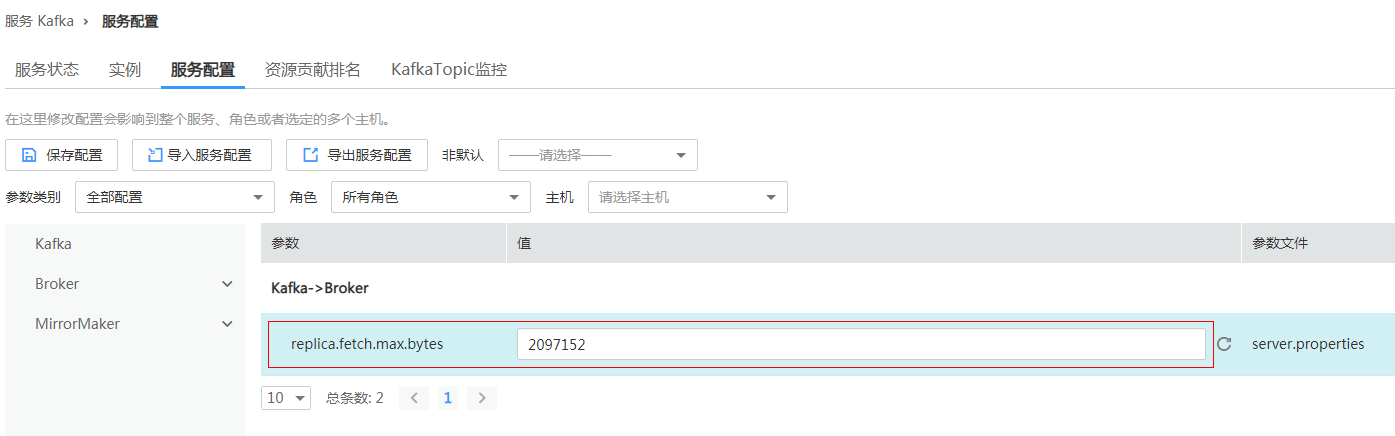 服务 Kafka › 服务配置
服务状态 实例 服务配置 资源贡献排名 KafkaTopic监控
在这里修改配置会影响到整个服务、角色或者选定的多个主机。
保存配置 导入服务配置 导出服务配置 非默认 ——请选择——
参数类别 全部配置 角色 所有角色 主机 请选择主机
Kafka
Broker
MirrorMaker
参数 值 参数文件
Kafka->Broker
replica.fetch.max.bytes 2097152 server.properties
10 总条数: 2 1